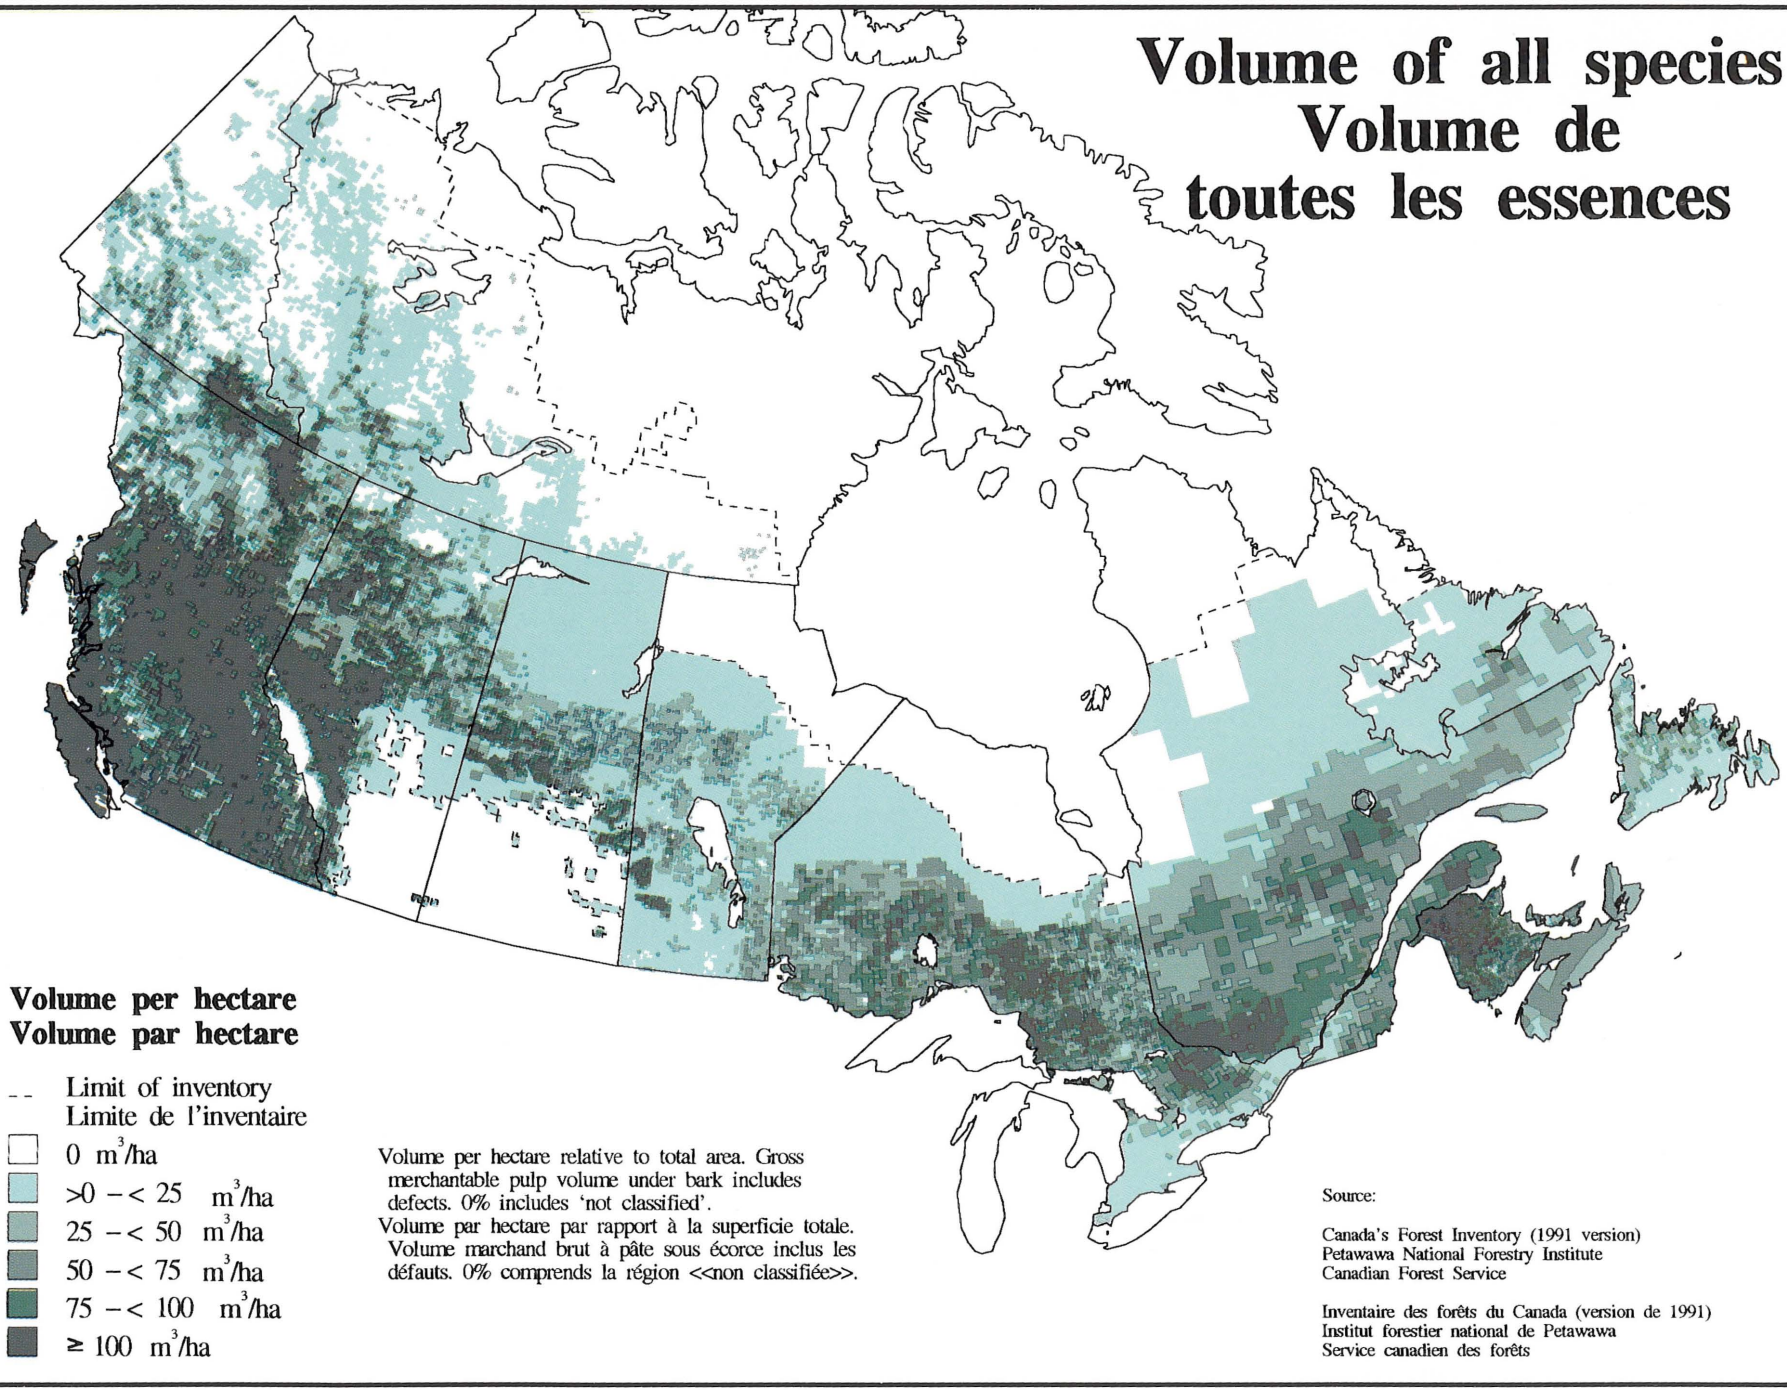 Volume of all species
Volume de
toutes les essences
Volume per hectare
Volume par hectare
Limit of inventory
Limite de l'inventaire
0 m³/ha
>0 – < 25 m³/ha
25 – < 50 m³/ha
50 – < 75 m³/ha
75 – < 100 m³/ha
≥ 100 m³/ha
Volume per hectare relative to total area. Gross
merchantable pulp volume under bark includes
defects. 0% includes ‘not classified’.
Volume par hectare par rapport à la superficie totale.
Volume marchand brut à pâte sous écorce inclus les
défauts. 0% comprends la région <<non classifiée>>.
Source:
Canada's Forest Inventory (1991 version)
Petawawa National Forestry Institute
Canadian Forest Service
Inventaire des forêts du Canada (version de 1991)
Institut forestier national de Petawawa
Service canadien des forêts